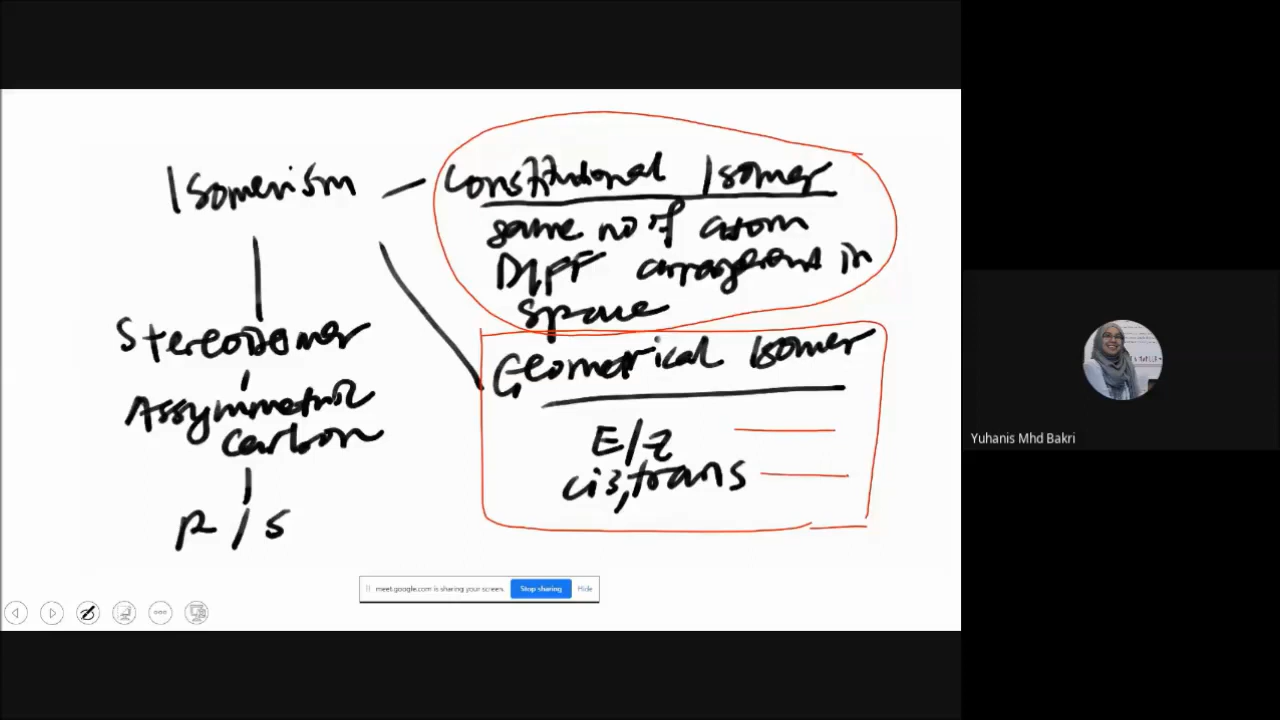 Isomerism
Constitutional Isomer
same no of atom
DIFF arrangement in
space
Stereoisomer
Assymmetric
carbon
R/S
Geometrical Isomer
E/Z
cis, trans
meet.google.com is sharing your screen.
Stop sharing
Hide
Yuhanis Mhd Bakri